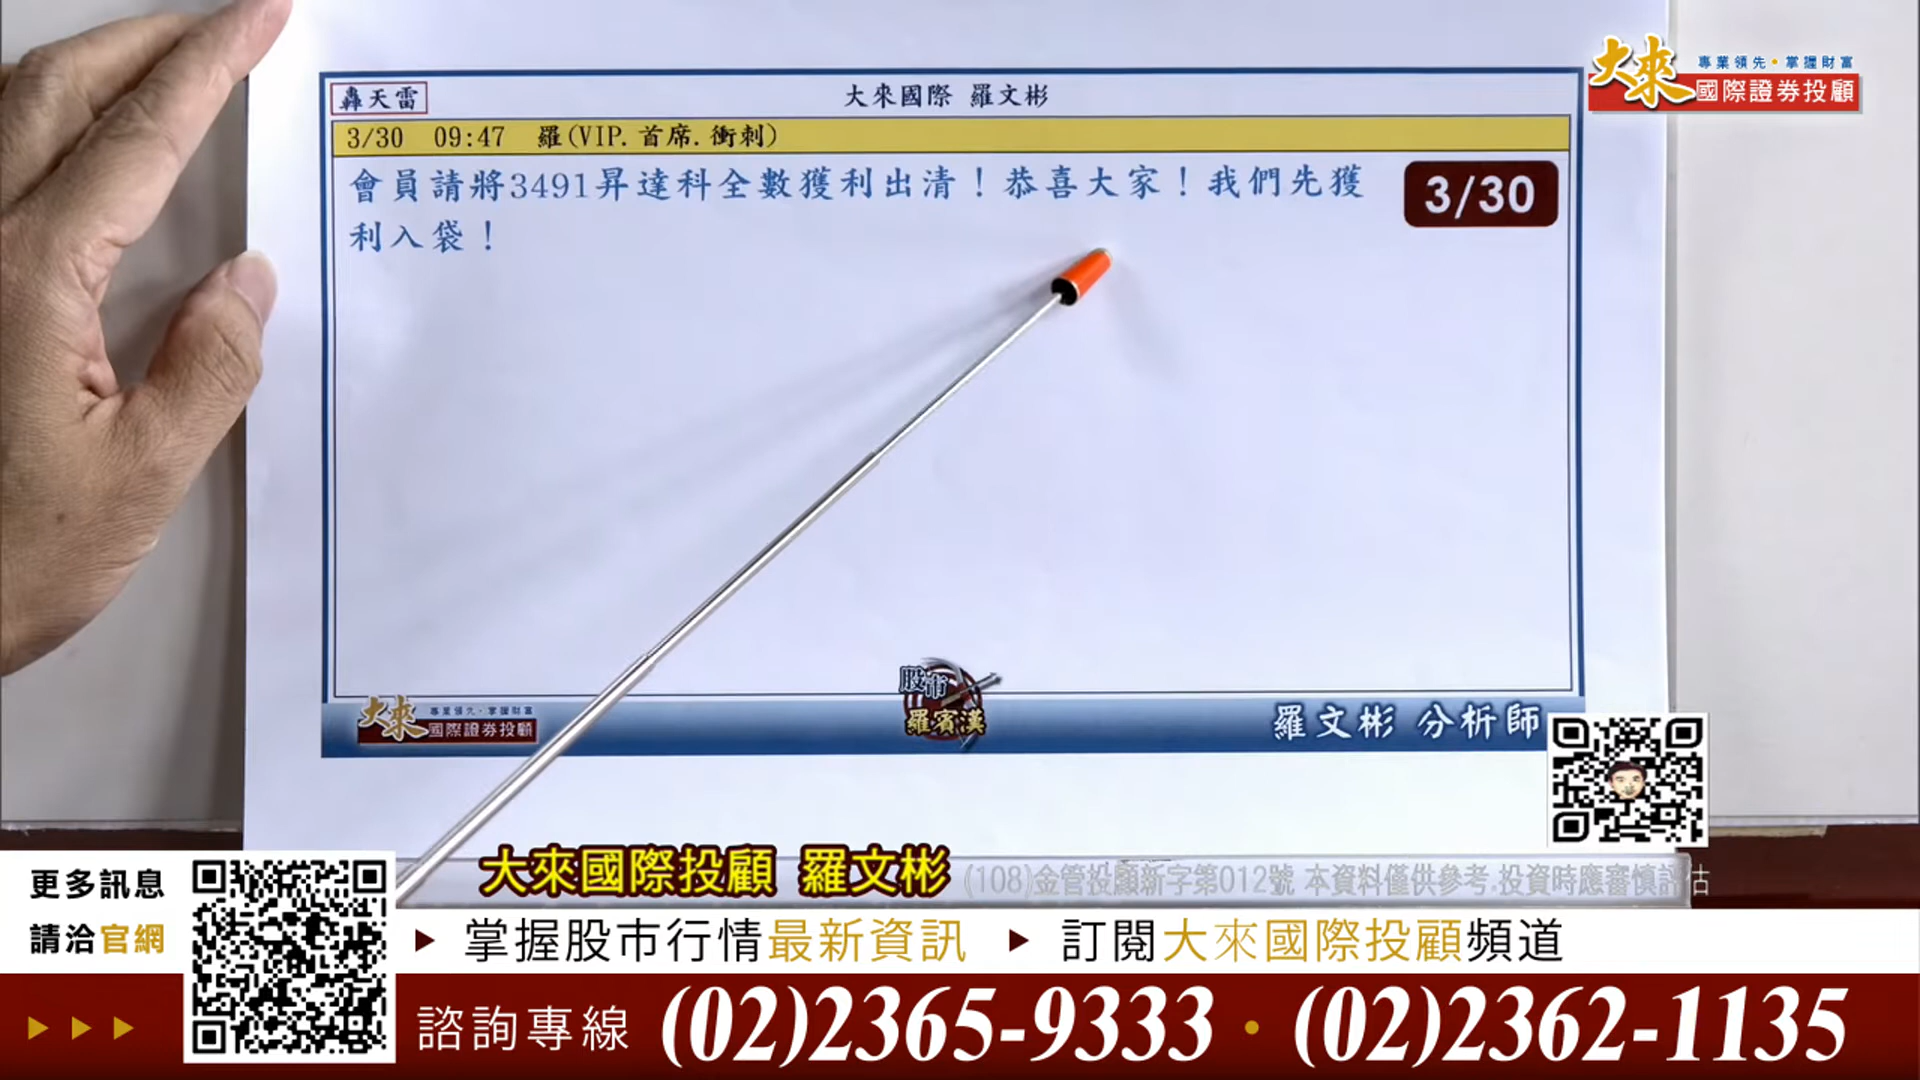 大來 專業領先•掌握財富
國際證券投顧
轟天雷
大來國際 羅文彬
3/30 09:47 羅(VIP.首席.衝刺)
會員請將3491昇達科全數獲利出清！恭喜大家！我們先獲
利入袋！
3/30
大來 專業領先•掌握財富
國際證券投顧
股市
羅賓漢
羅文彬 分析師
大來國際投顧 羅文彬
(108)金管投顧新字第012號 本資料僅供參考.投資時應審慎評估
更多訊息
請洽官網
掌握股市行情最新資訊
訂閱大來國際投顧頻道
諮詢專線 (02)2365-9333•(02)2362-1135